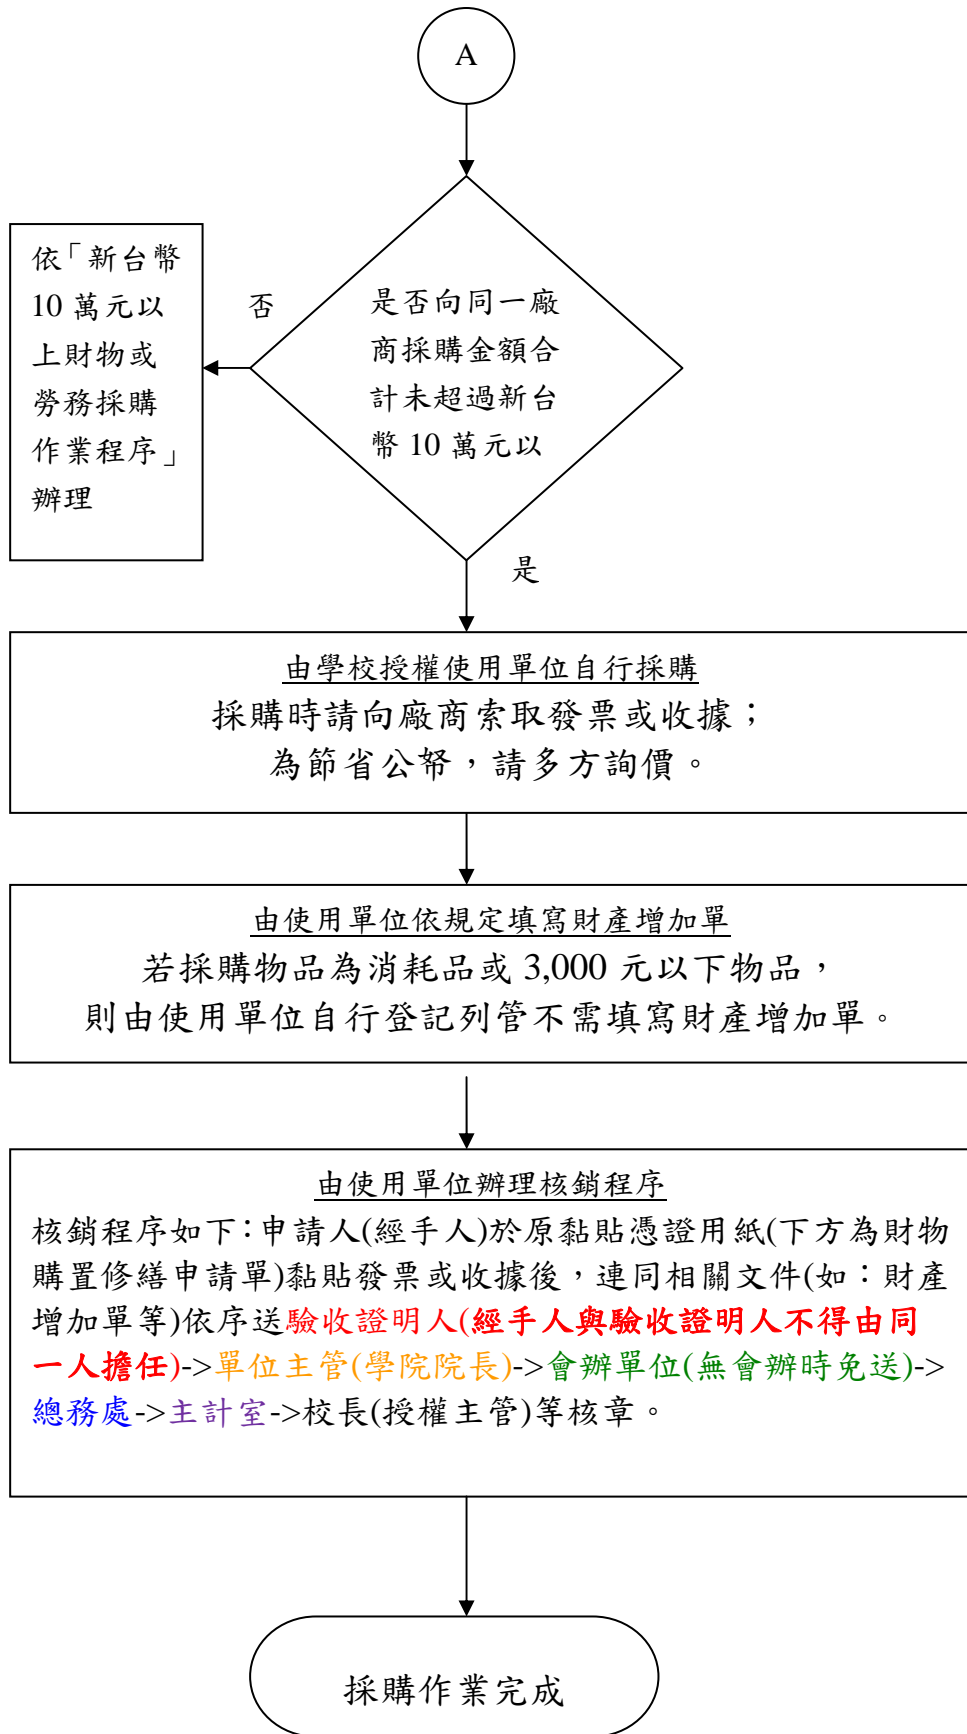 A
依「新台幣
10 萬元以
上財物或
勞務採購
作業程序」
辦理
否
是否向同一廠
商採購金額合
計未超過新台
幣 10 萬元以
是
由學校授權使用單位自行採購
採購時請向廠商索取發票或收據；
為節省公帑，請多方詢價。
由使用單位依規定填寫財產增加單
若採購物品為消耗品或 3,000 元以下物品，
則由使用單位自行登記列管不需填寫財產增加單。
由使用單位辦理核銷程序
核銷程序如下：申請人(經手人)於原黏貼憑證用紙(下方為財物
購置修繕申請單)黏貼發票或收據後，連同相關文件(如：財產
增加單等)依序送驗收證明人(經手人與驗收證明人不得由同
一人擔任)->單位主管(學院院長)->會辦單位(無會辦時免送)->
總務處->主計室->校長(授權主管)等核章。
採購作業完成